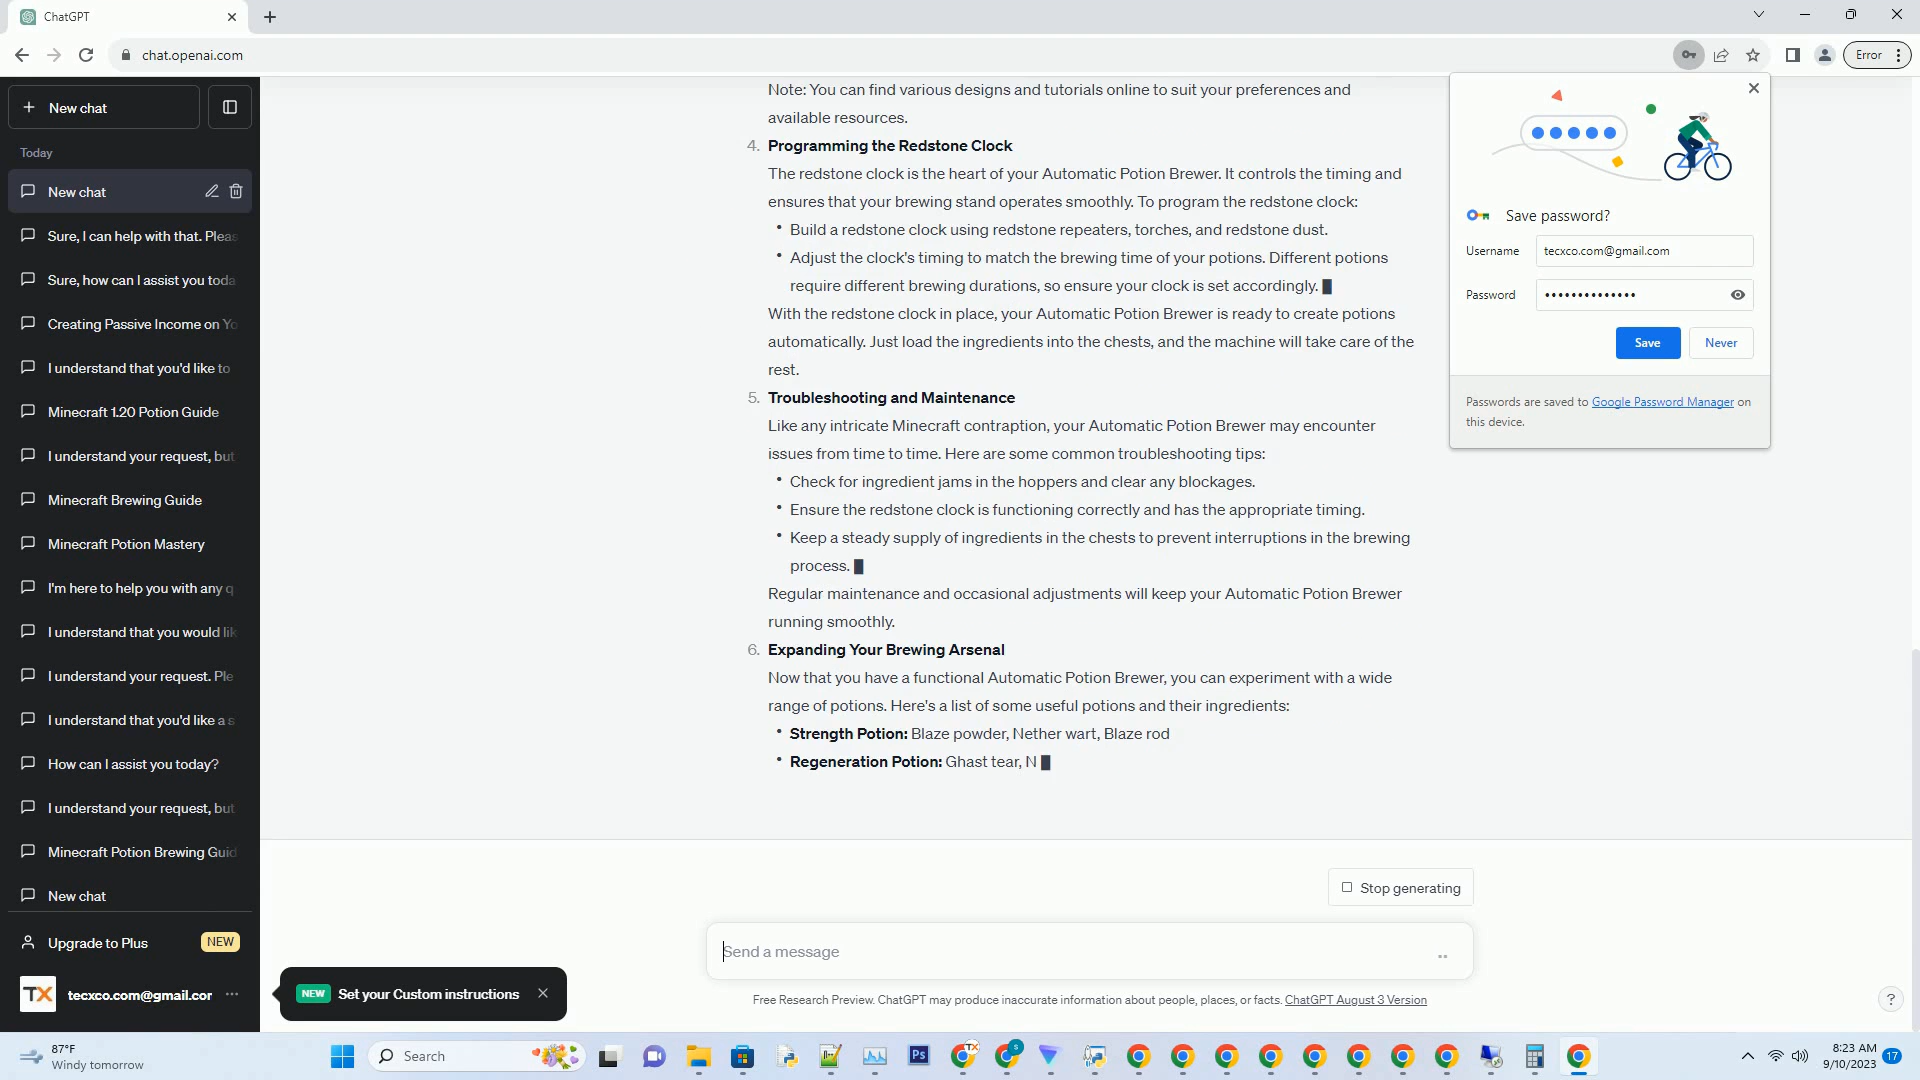 ChatGPT
chat.openai.com
Error
New chat
Today
New chat
Sure, I can help with that. Pleas
Sure, how can I assist you toda
Creating Passive Income on Yo
I understand that you'd like to
Minecraft 1.20 Potion Guide
I understand your request, but
Minecraft Brewing Guide
Minecraft Potion Mastery
I'm here to help you with any q
I understand that you would lik
I understand your request. Ple
I understand that you'd like a s
How can I assist you today?
I understand your request, but
Minecraft Potion Brewing Guid
New chat
Upgrade to Plus NEW
TX tecxco.com@gmail.cor
Note: You can find various designs and tutorials online to suit your preferences and
available resources.
4. Programming the Redstone Clock
The redstone clock is the heart of your Automatic Potion Brewer. It controls the timing and
ensures that your brewing stand operates smoothly. To program the redstone clock:
• Build a redstone clock using redstone repeaters, torches, and redstone dust.
• Adjust the clock's timing to match the brewing time of your potions. Different potions
require different brewing durations, so ensure your clock is set accordingly.
With the redstone clock in place, your Automatic Potion Brewer is ready to create potions
automatically. Just load the ingredients into the chests, and the machine will take care of the
rest.
5. Troubleshooting and Maintenance
Like any intricate Minecraft contraption, your Automatic Potion Brewer may encounter
issues from time to time. Here are some common troubleshooting tips:
• Check for ingredient jams in the hoppers and clear any blockages.
• Ensure the redstone clock is functioning correctly and has the appropriate timing.
• Keep a steady supply of ingredients in the chests to prevent interruptions in the brewing
process.
Regular maintenance and occasional adjustments will keep your Automatic Potion Brewer
running smoothly.
6. Expanding Your Brewing Arsenal
Now that you have a functional Automatic Potion Brewer, you can experiment with a wide
range of potions. Here's a list of some useful potions and their ingredients:
• Strength Potion: Blaze powder, Nether wart, Blaze rod
• Regeneration Potion: Ghast tear, N
Save password?
Username tecxco.com@gmail.com
Password ••••••••••••••
Save Never
Passwords are saved to Google Password Manager on
this device.
Stop generating
Send a message
NEW Set your Custom instructions
Free Research Preview. ChatGPT may produce inaccurate information about people, places, or facts. ChatGPT August 3 Version
?
87°F
Windy tomorrow
Search
Ps
TX
s
8:23 AM
9/10/2023
17